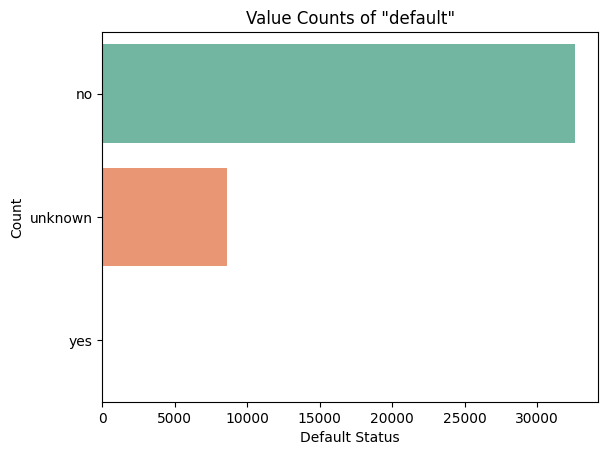 Value Counts of "default"
no
unknown
yes
Count
0 5000 10000 15000 20000 25000 30000
Default Status